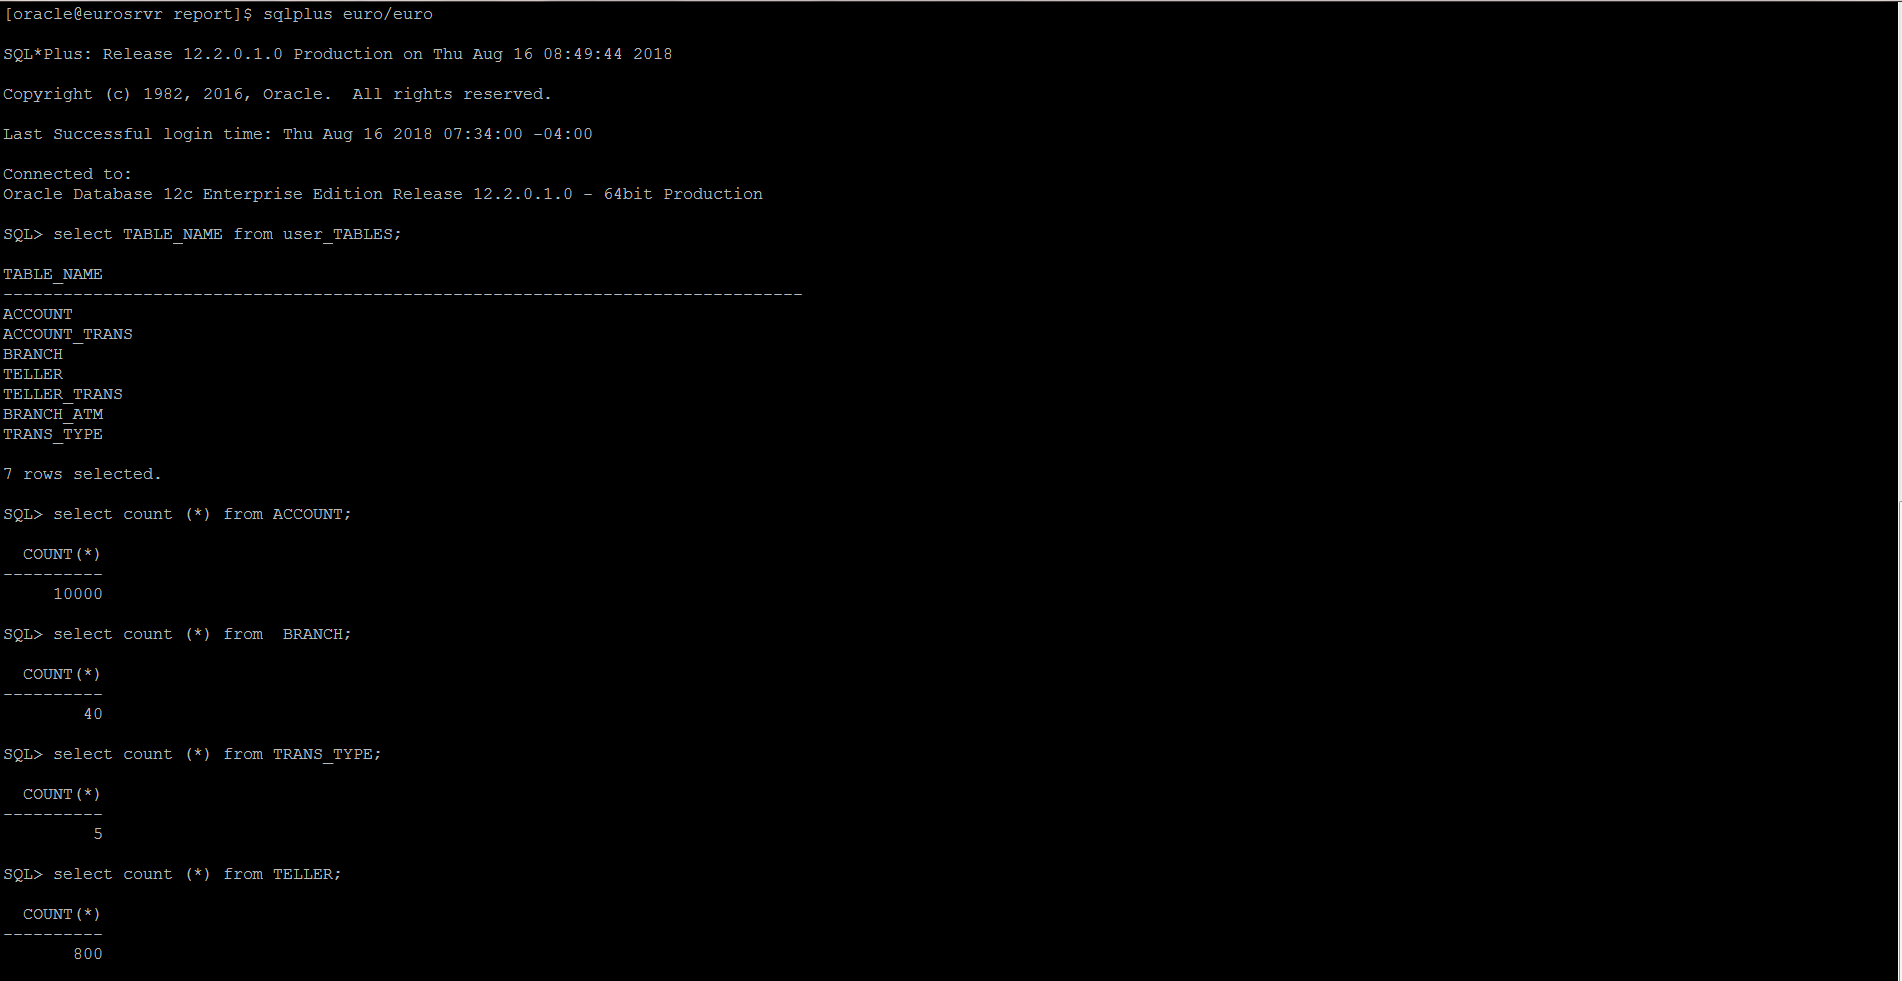 [oracle@eurosrvr report]$ sqlplus euro/euro
SQL*Plus: Release 12.2.0.1.0 Production on Thu Aug 16 08:49:44 2018
Copyright (c) 1982, 2016, Oracle.  All rights reserved.
Last Successful login time: Thu Aug 16 2018 07:34:00 -04:00
Connected to:
Oracle Database 12c Enterprise Edition Release 12.2.0.1.0 - 64bit Production
SQL> select TABLE_NAME from user_TABLES;
TABLE_NAME
--------------------------------------------------------------------------------
ACCOUNT
ACCOUNT_TRANS
BRANCH
TELLER
TELLER_TRANS
BRANCH_ATM
TRANS_TYPE
7 rows selected.
SQL> select count (*) from ACCOUNT;
  COUNT(*)
----------
     10000
SQL> select count (*) from  BRANCH;
  COUNT(*)
----------
        40
SQL> select count (*) from TRANS_TYPE;
  COUNT(*)
----------
         5
SQL> select count (*) from TELLER;
  COUNT(*)
----------
       800